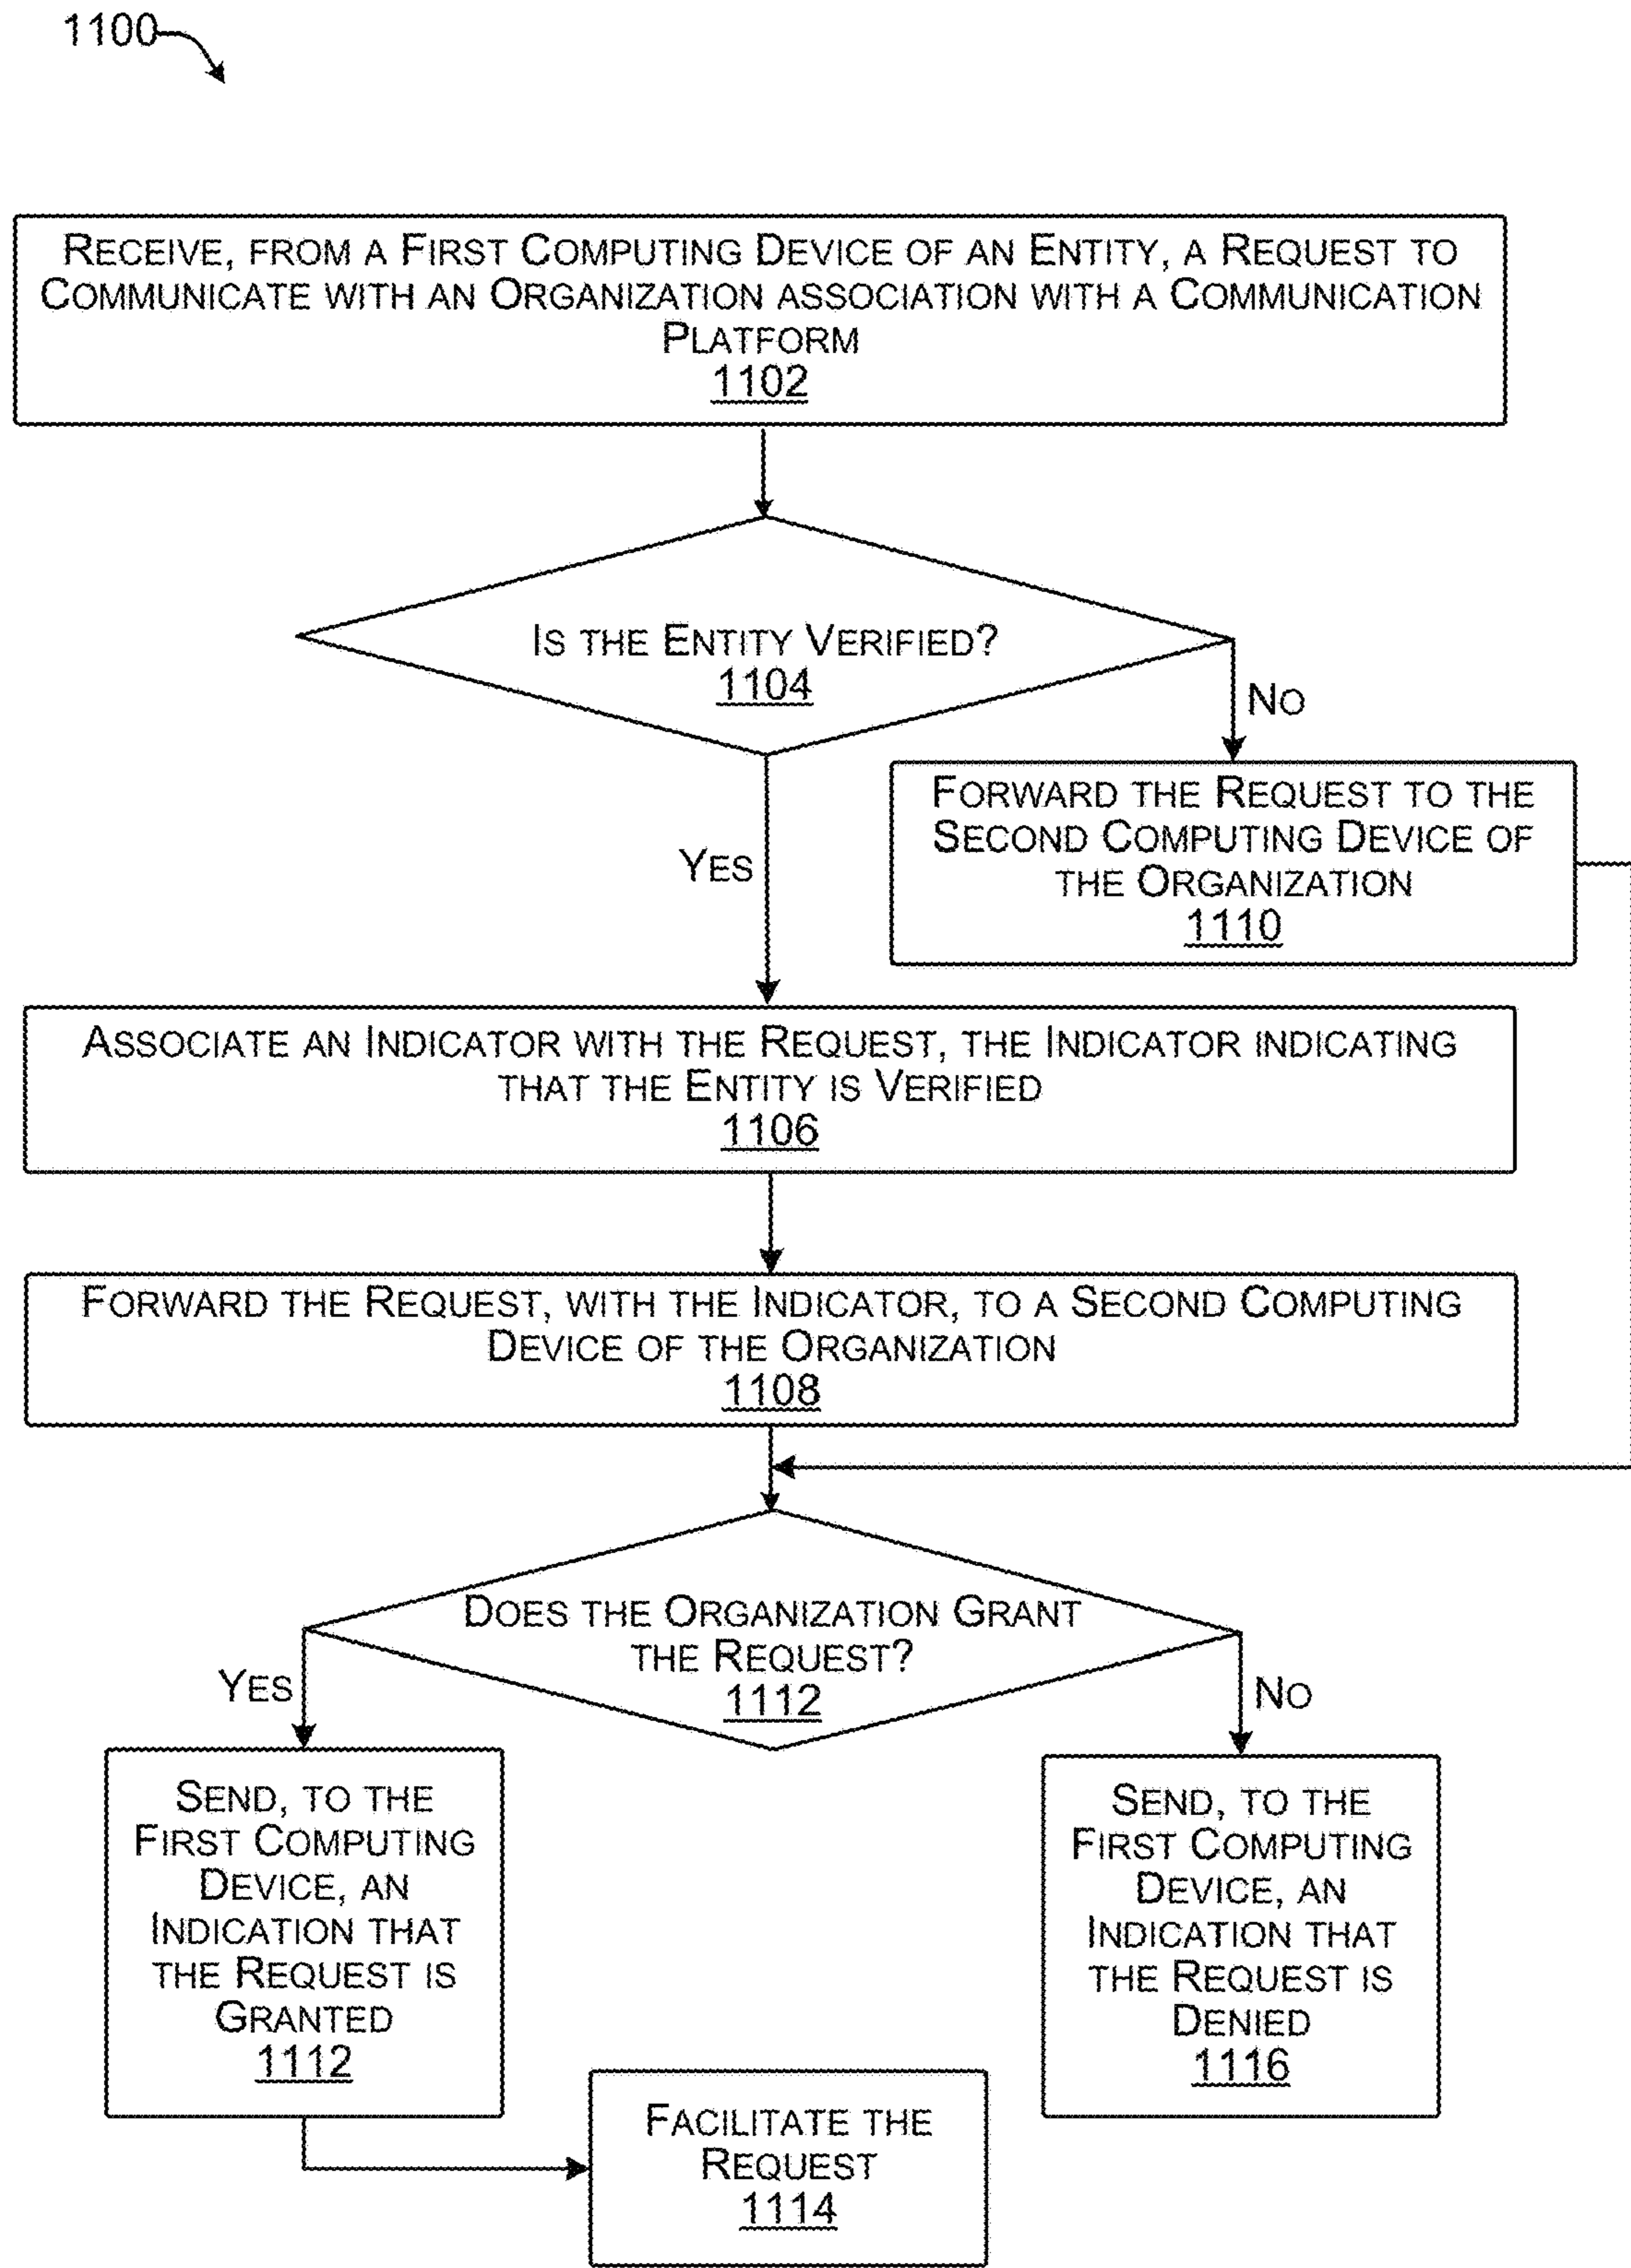 1100
RECEIVE, FROM A FIRST COMPUTING DEVICE OF AN ENTITY, A REQUEST TO
COMMUNICATE WITH AN ORGANIZATION ASSOCIATION WITH A COMMUNICATION
PLATFORM
1102
IS THE ENTITY VERIFIED?
1104
NO
FORWARD THE REQUEST TO THE
SECOND COMPUTING DEVICE OF
THE ORGANIZATION
1110
YES
ASSOCIATE AN INDICATOR WITH THE REQUEST, THE INDICATOR INDICATING
THAT THE ENTITY IS VERIFIED
1106
FORWARD THE REQUEST, WITH THE INDICATOR, TO A SECOND COMPUTING
DEVICE OF THE ORGANIZATION
1108
DOES THE ORGANIZATION GRANT
THE REQUEST?
1112
YES
NO
SEND, TO THE
FIRST COMPUTING
DEVICE, AN
INDICATION THAT
THE REQUEST IS
GRANTED
1112
SEND, TO THE
FIRST COMPUTING
DEVICE, AN
INDICATION THAT
THE REQUEST IS
DENIED
1116
FACILITATE THE
REQUEST
1114